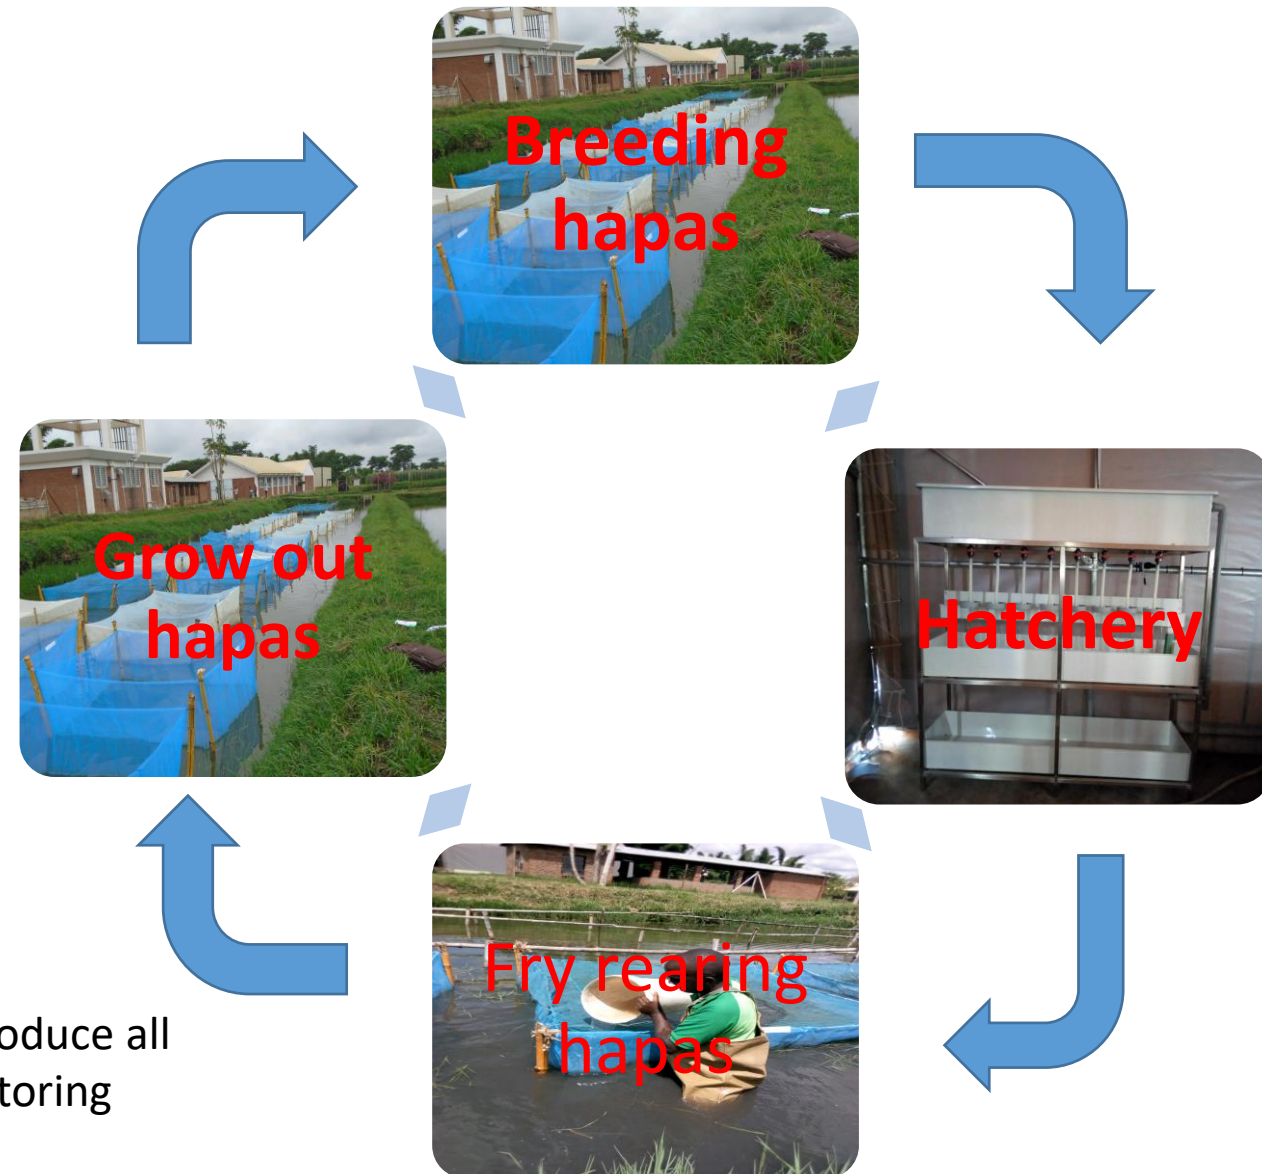 Breeding
hapas
Grow out
hapas
Hatchery
Fry rearing
hapas
oduce all
toring